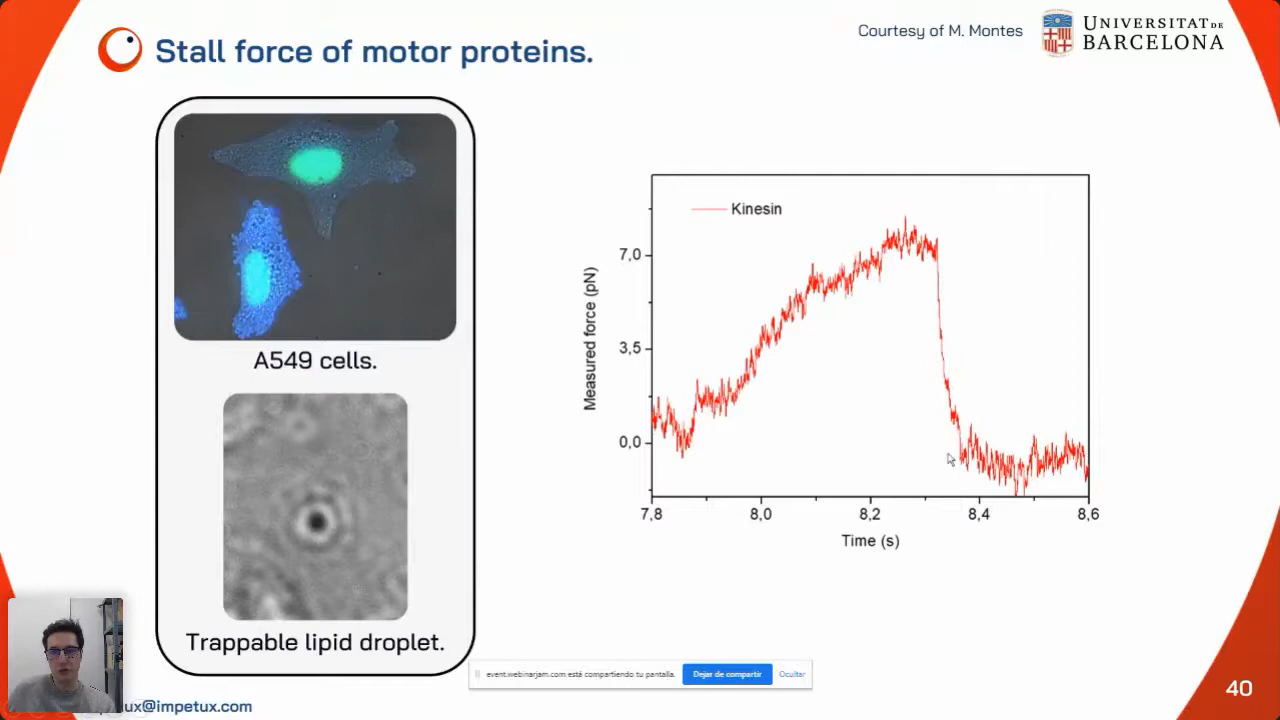 Stall force of motor proteins.
Courtesy of M. Montes
UNIVERSITAT DE
BARCELONA
A549 cells.
Trappable lipid droplet.
Kinesin
Measured force (pN)
7,0
3,5
0,0
7,8
8,0
8,2
8,4
8,6
Time (s)
event.webinarjam.com está compartiendo tu pantalla.
Dejar de compartir
Ocultar
ux@impetux.com
40